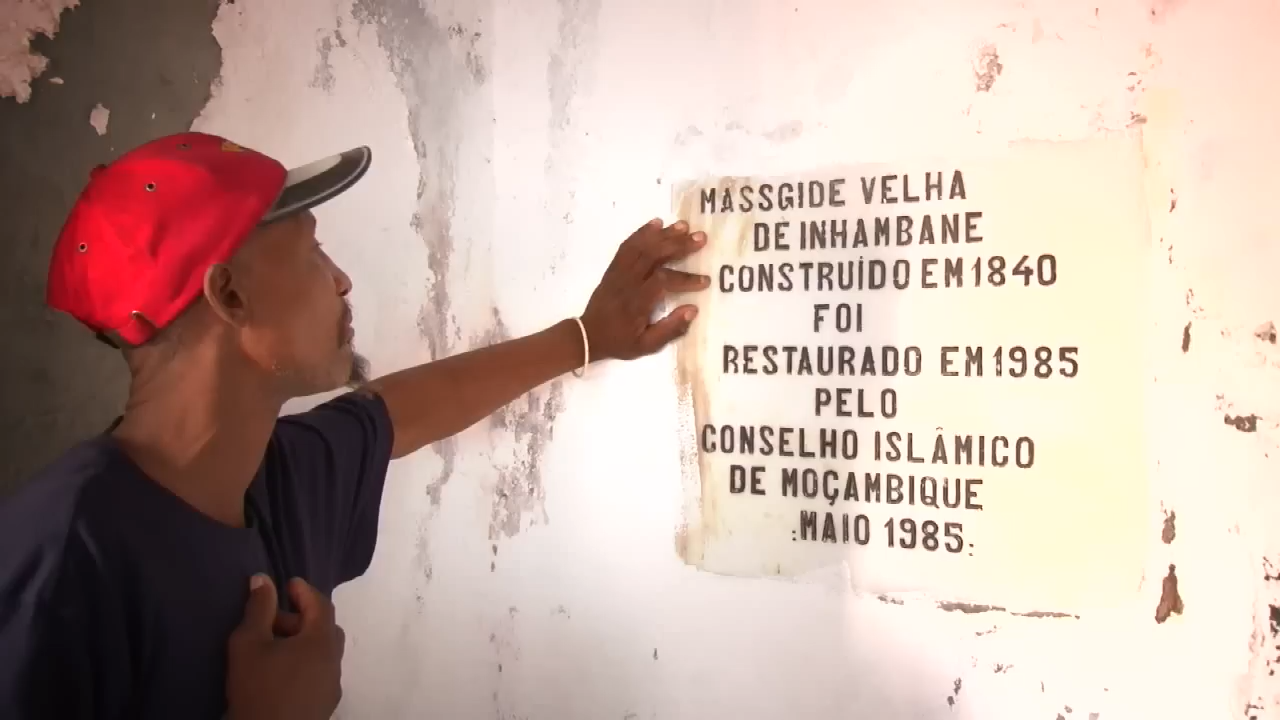 MASSGIDE VELHA
DE INHAMBANE
CONSTRUÍDO EM 1840
FOI
RESTAURADO EM 1985
PELO
CONSELHO ISLÂMICO
DE MOÇAMBIQUE
:MAIO 1985: